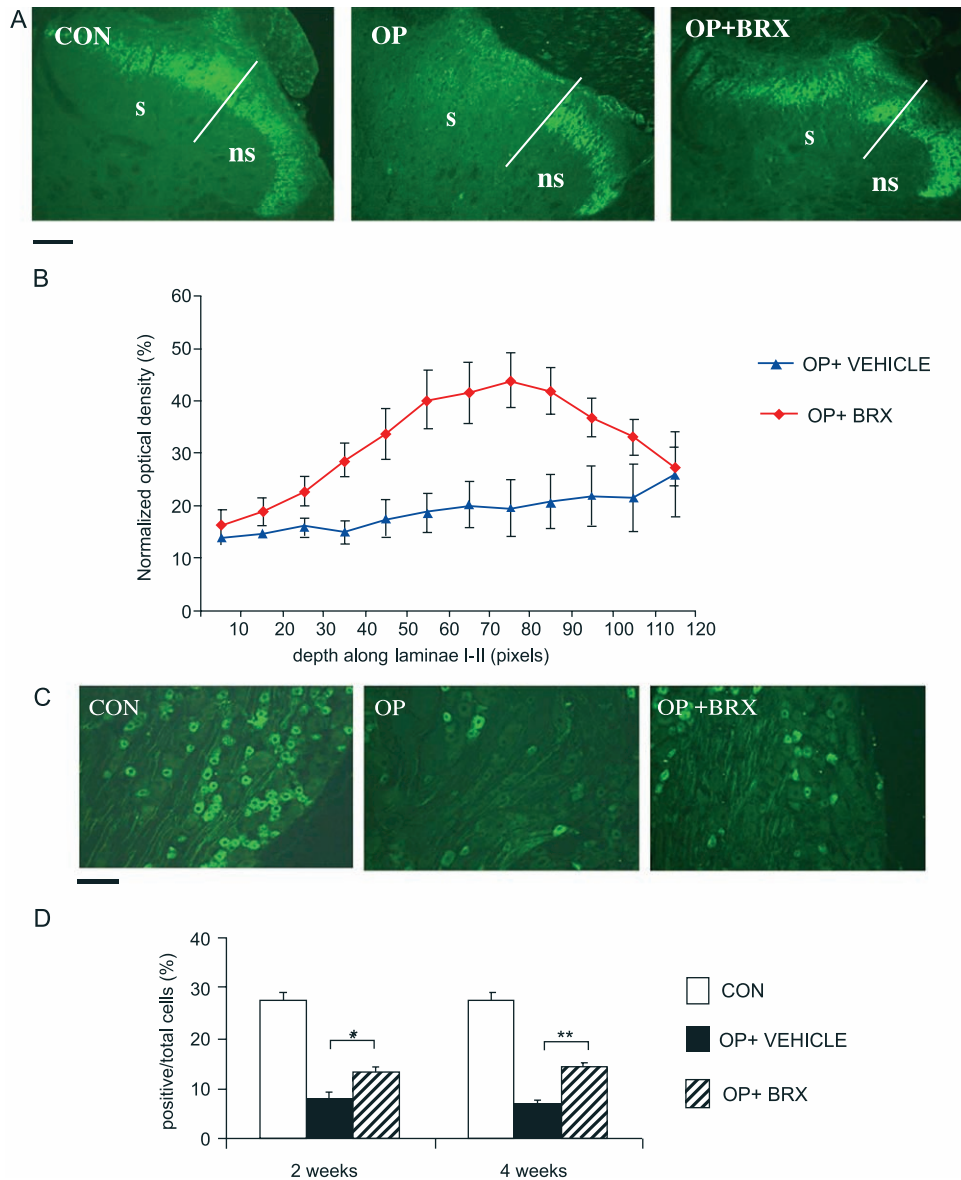 A
CON
s
ns
OP
s
ns
OP+BRX
s
ns
B
60
50
40
30
20
10
0
Normalized optical density (%)
10 20 30 40 50 60 70 80 90 100 110 120
depth along laminae I-II (pixels)
OP+ VEHICLE
OP+ BRX
C
CON
OP
OP +BRX
D
40
30
20
10
0
positive/total cells (%)
*
**
2 weeks
4 weeks
CON
OP+ VEHICLE
OP+ BRX